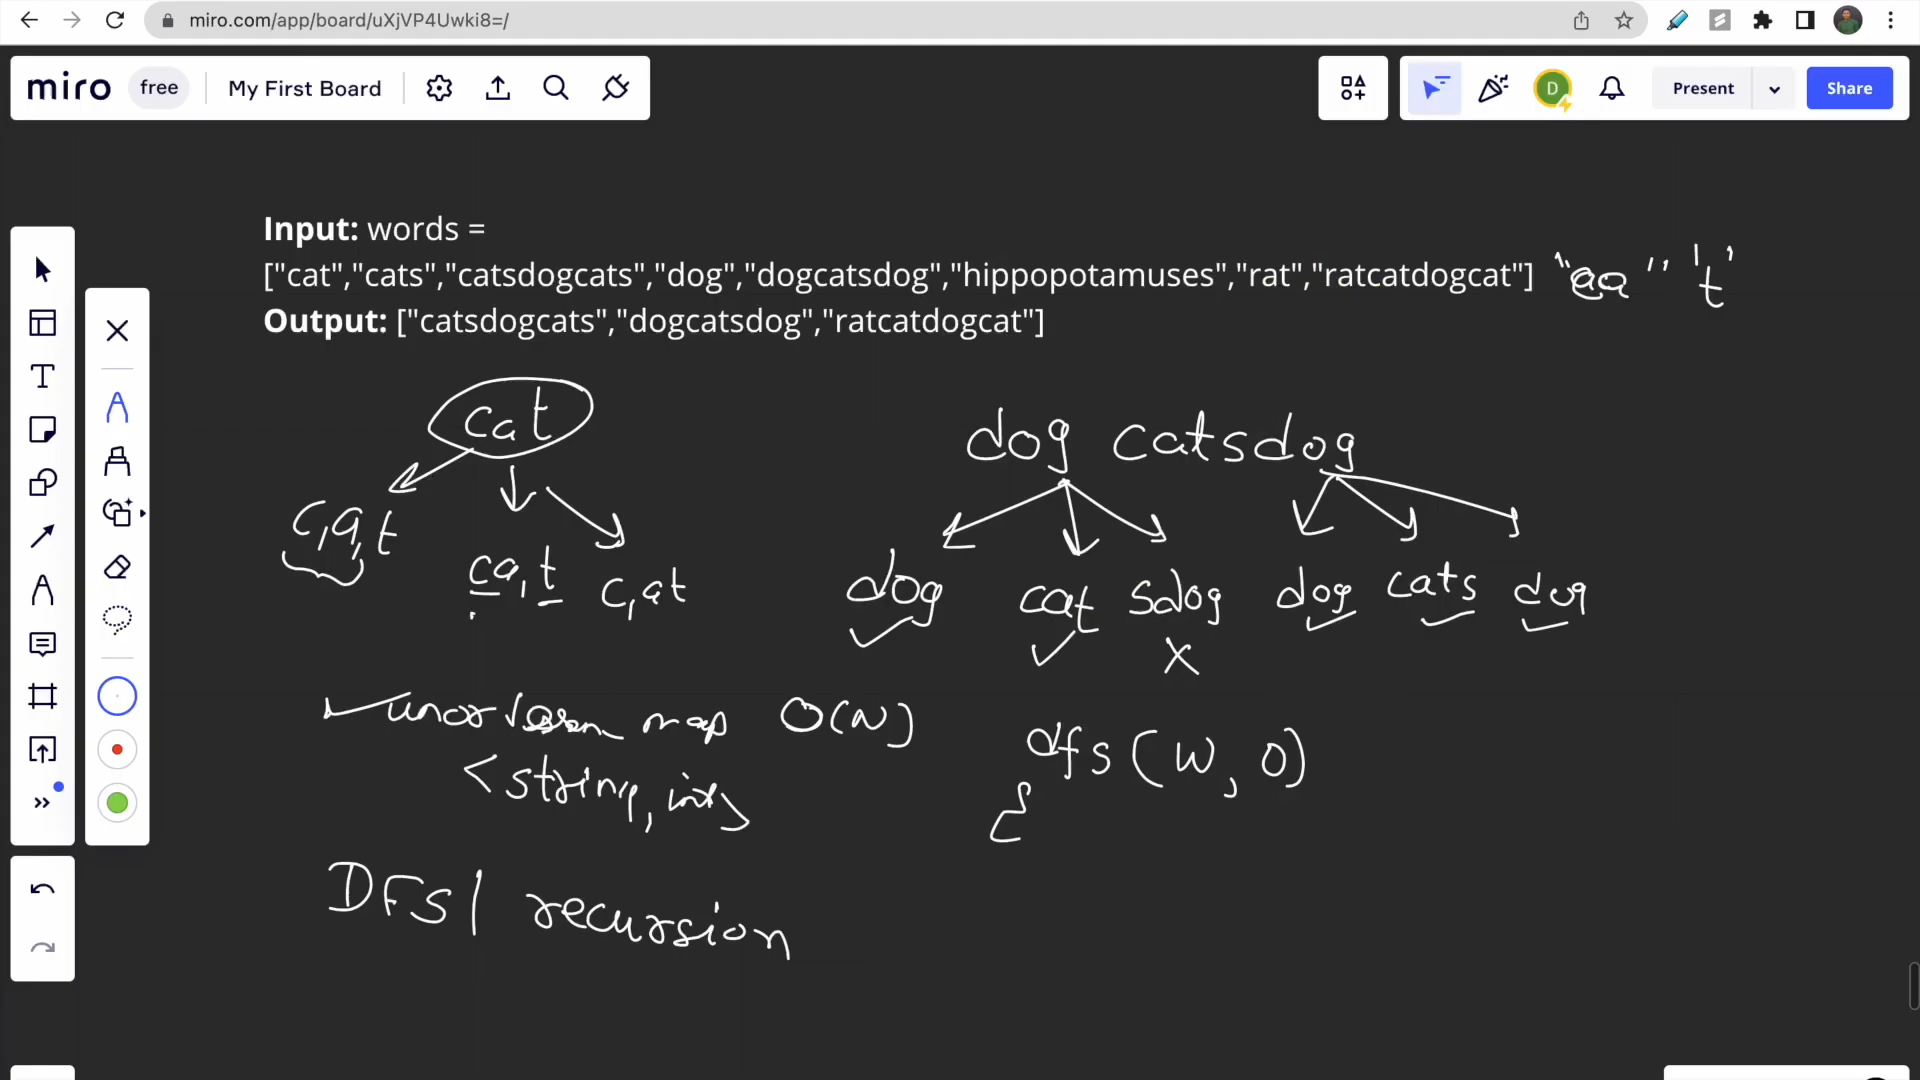 miro.com/app/board/uXjVP4Uwki8=/
miro free My First Board D Present Share
Input: words =
["cat","cats","catsdogcats","dog","dogcatsdog","hippopotamuses","rat","ratcatdogcat"] "aa" 't'
Output: ["catsdogcats","dogcatsdog","ratcatdogcat"]
cat
dog catsdog
c,a,t
ca,t c,at
dog cat sdog dog cats dog
map O(N)
<string, int>
dfs(W, 0)
{
DFS| recursion